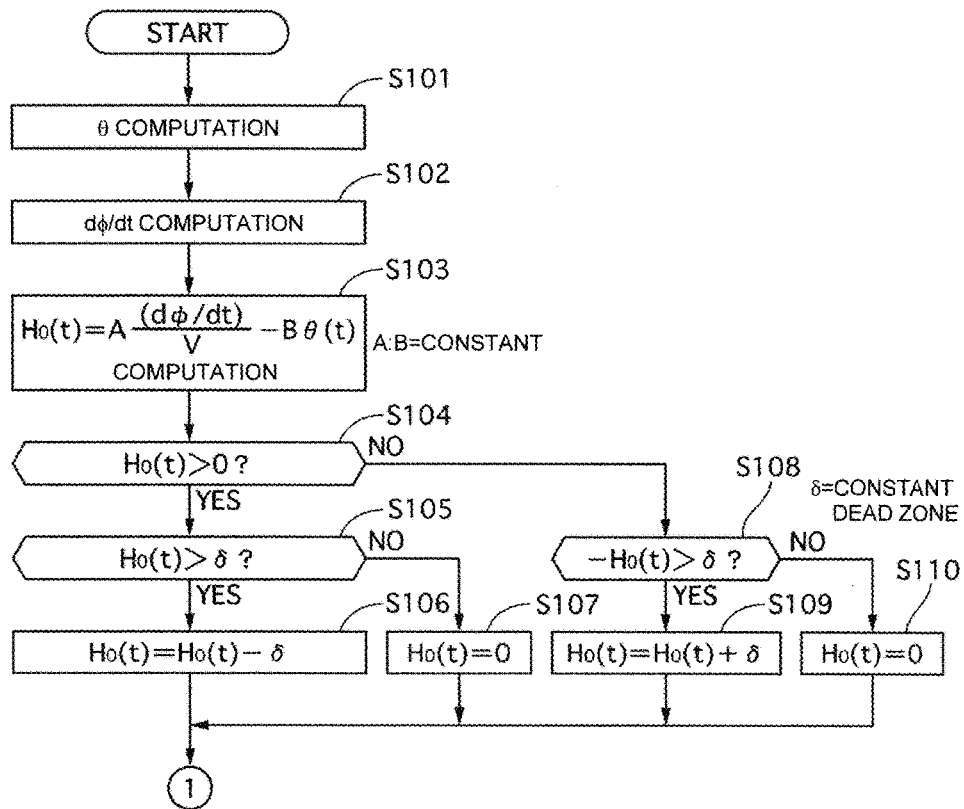 START
S101
θ COMPUTATION
S102
dϕ/dt COMPUTATION
S103
H0(t)=A (dϕ/dt)/V −Bθ(t)
COMPUTATION
A:B=CONSTANT
S104
H0(t)>0?
NO
YES
S105
H0(t)>δ?
NO
YES
S108
δ=CONSTANT
DEAD ZONE
−H0(t)>δ?
NO
YES
S106
H0(t)=H0(t)−δ
S107
H0(t)=0
S109
H0(t)=H0(t)+δ
S110
H0(t)=0
1